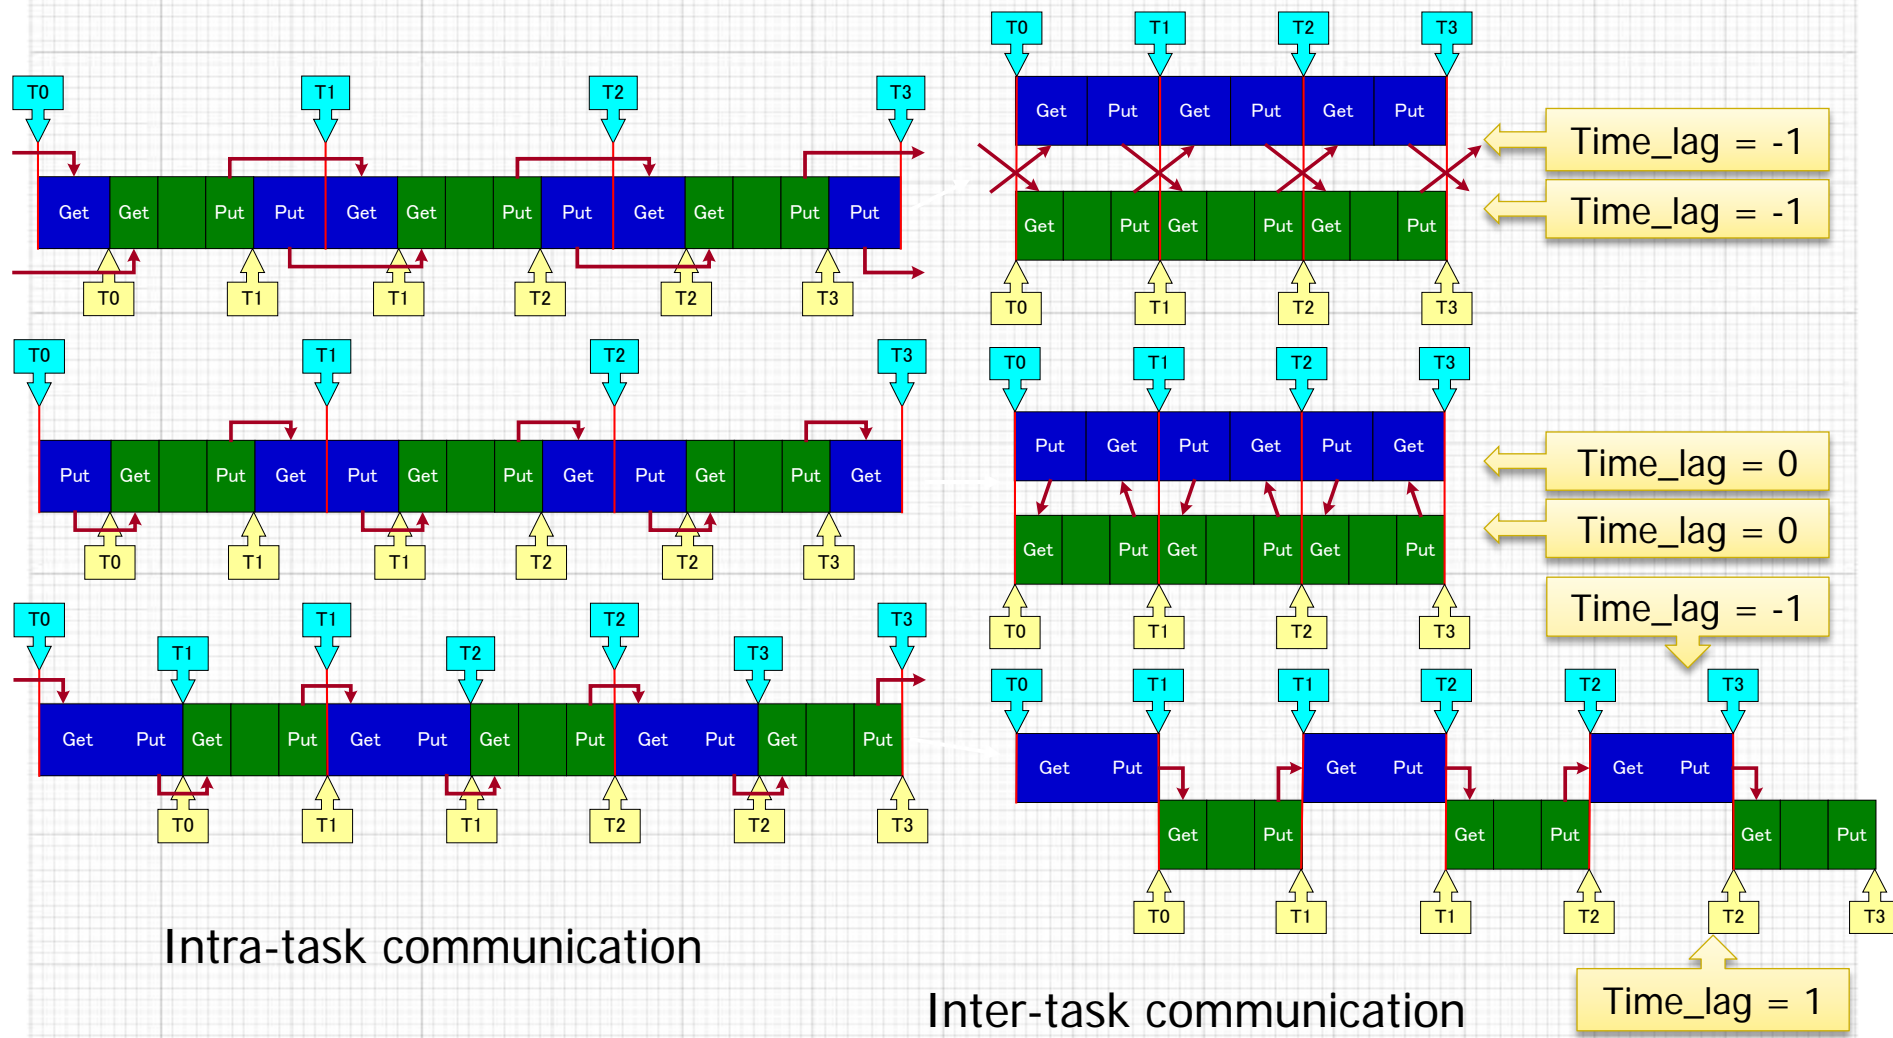 T0 T1 T2 T3
Get Get Put Put Get Get Put Put Get Get Put Put
T0 T1 T1 T2 T2 T3
T0 T1 T2 T3
Put Get Put Get Put Get Put Get Put Get Put Get
T0 T1 T1 T2 T2 T3
T0 T1 T2 T3
T1 T2 T3
Get Put Get Put Get Put Get Put Get Put Get Put
T0 T1 T1 T2 T2 T3
Intra-task communication
T0 T1 T2 T3
Get Put Get Put Get Put
Time_lag = -1
Time_lag = -1
Get Put Get Put Get Put
T0 T1 T2 T3
T0 T1 T2 T3
Put Get Put Get Put Get
Time_lag = 0
Time_lag = 0
Get Put Get Put Get Put
T0 T1 T2 T3
Time_lag = -1
T0 T1 T1 T2 T2 T3
Get Put Get Put Get Put
Get Put Get Put Get Put
T0 T1 T1 T2 T2 T3
Time_lag = 1
Inter-task communication